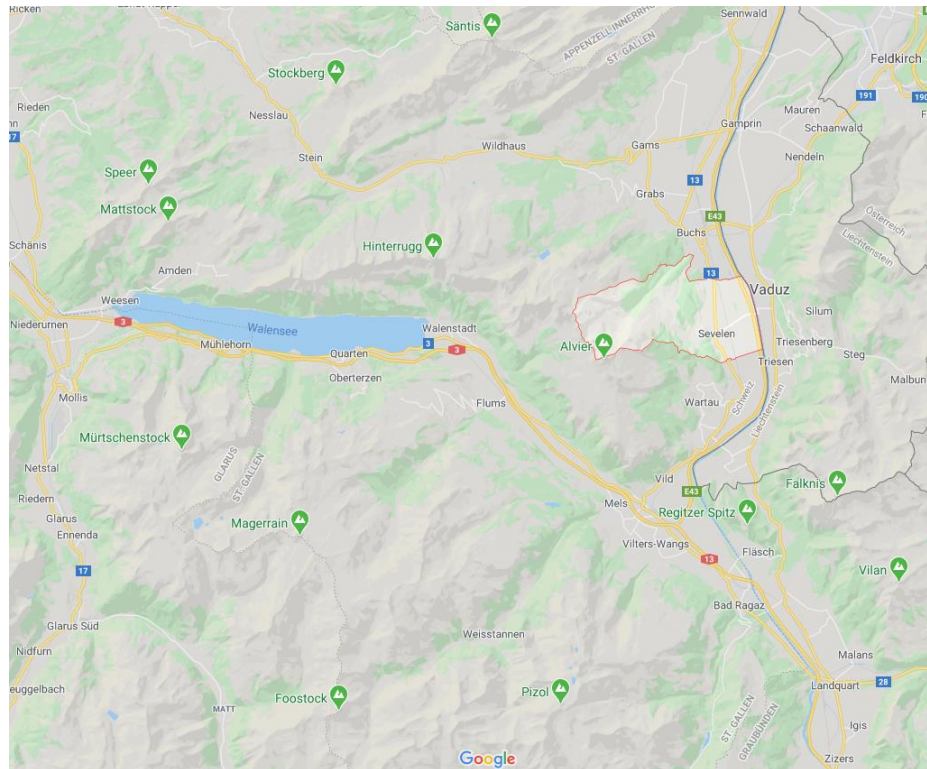 Ricken
Säntis
Sennwald
APPENZELL INNERRHO
ST. GALLEN
Feldkirch
Stockberg
191
190
Rieden
Nesslau
Mauren
Gamprin
Schaanwald
17
Stein
Wildhaus
Gams
Nendeln
Speer
13
Grabs
Mattstock
E43
Österreich
Liechtenstein
Buchs
Hinterrugg
Schänis
Amden
13
Vaduz
Weesen
Silum
Niederurnen
3
Walensee
Walenstadt
Sevelen
Mühlehorn
Quarten
3
3
Alvier
Triesenberg
Steg
Oberterzen
Triesen
Malbun
Mollis
Flums
Wartau
Schweiz
Liechtenstein
Mürtschenstock
GLARUS
ST. GALLEN
Netstal
Vild
Falknis
E43
Riedern
Mels
Glarus
Magerrain
Regitzer Spitz
Ennenda
Vilters-Wangs
Fläsch
13
17
Vilan
Bad Ragaz
Glarus Süd
Weisstannen
Nidfurn
Malans
euggelbach
Foostock
Pizol
Landquart
28
MATT
ST. GALLEN
GRAUBÜNDEN
Igis
Google
Zizers